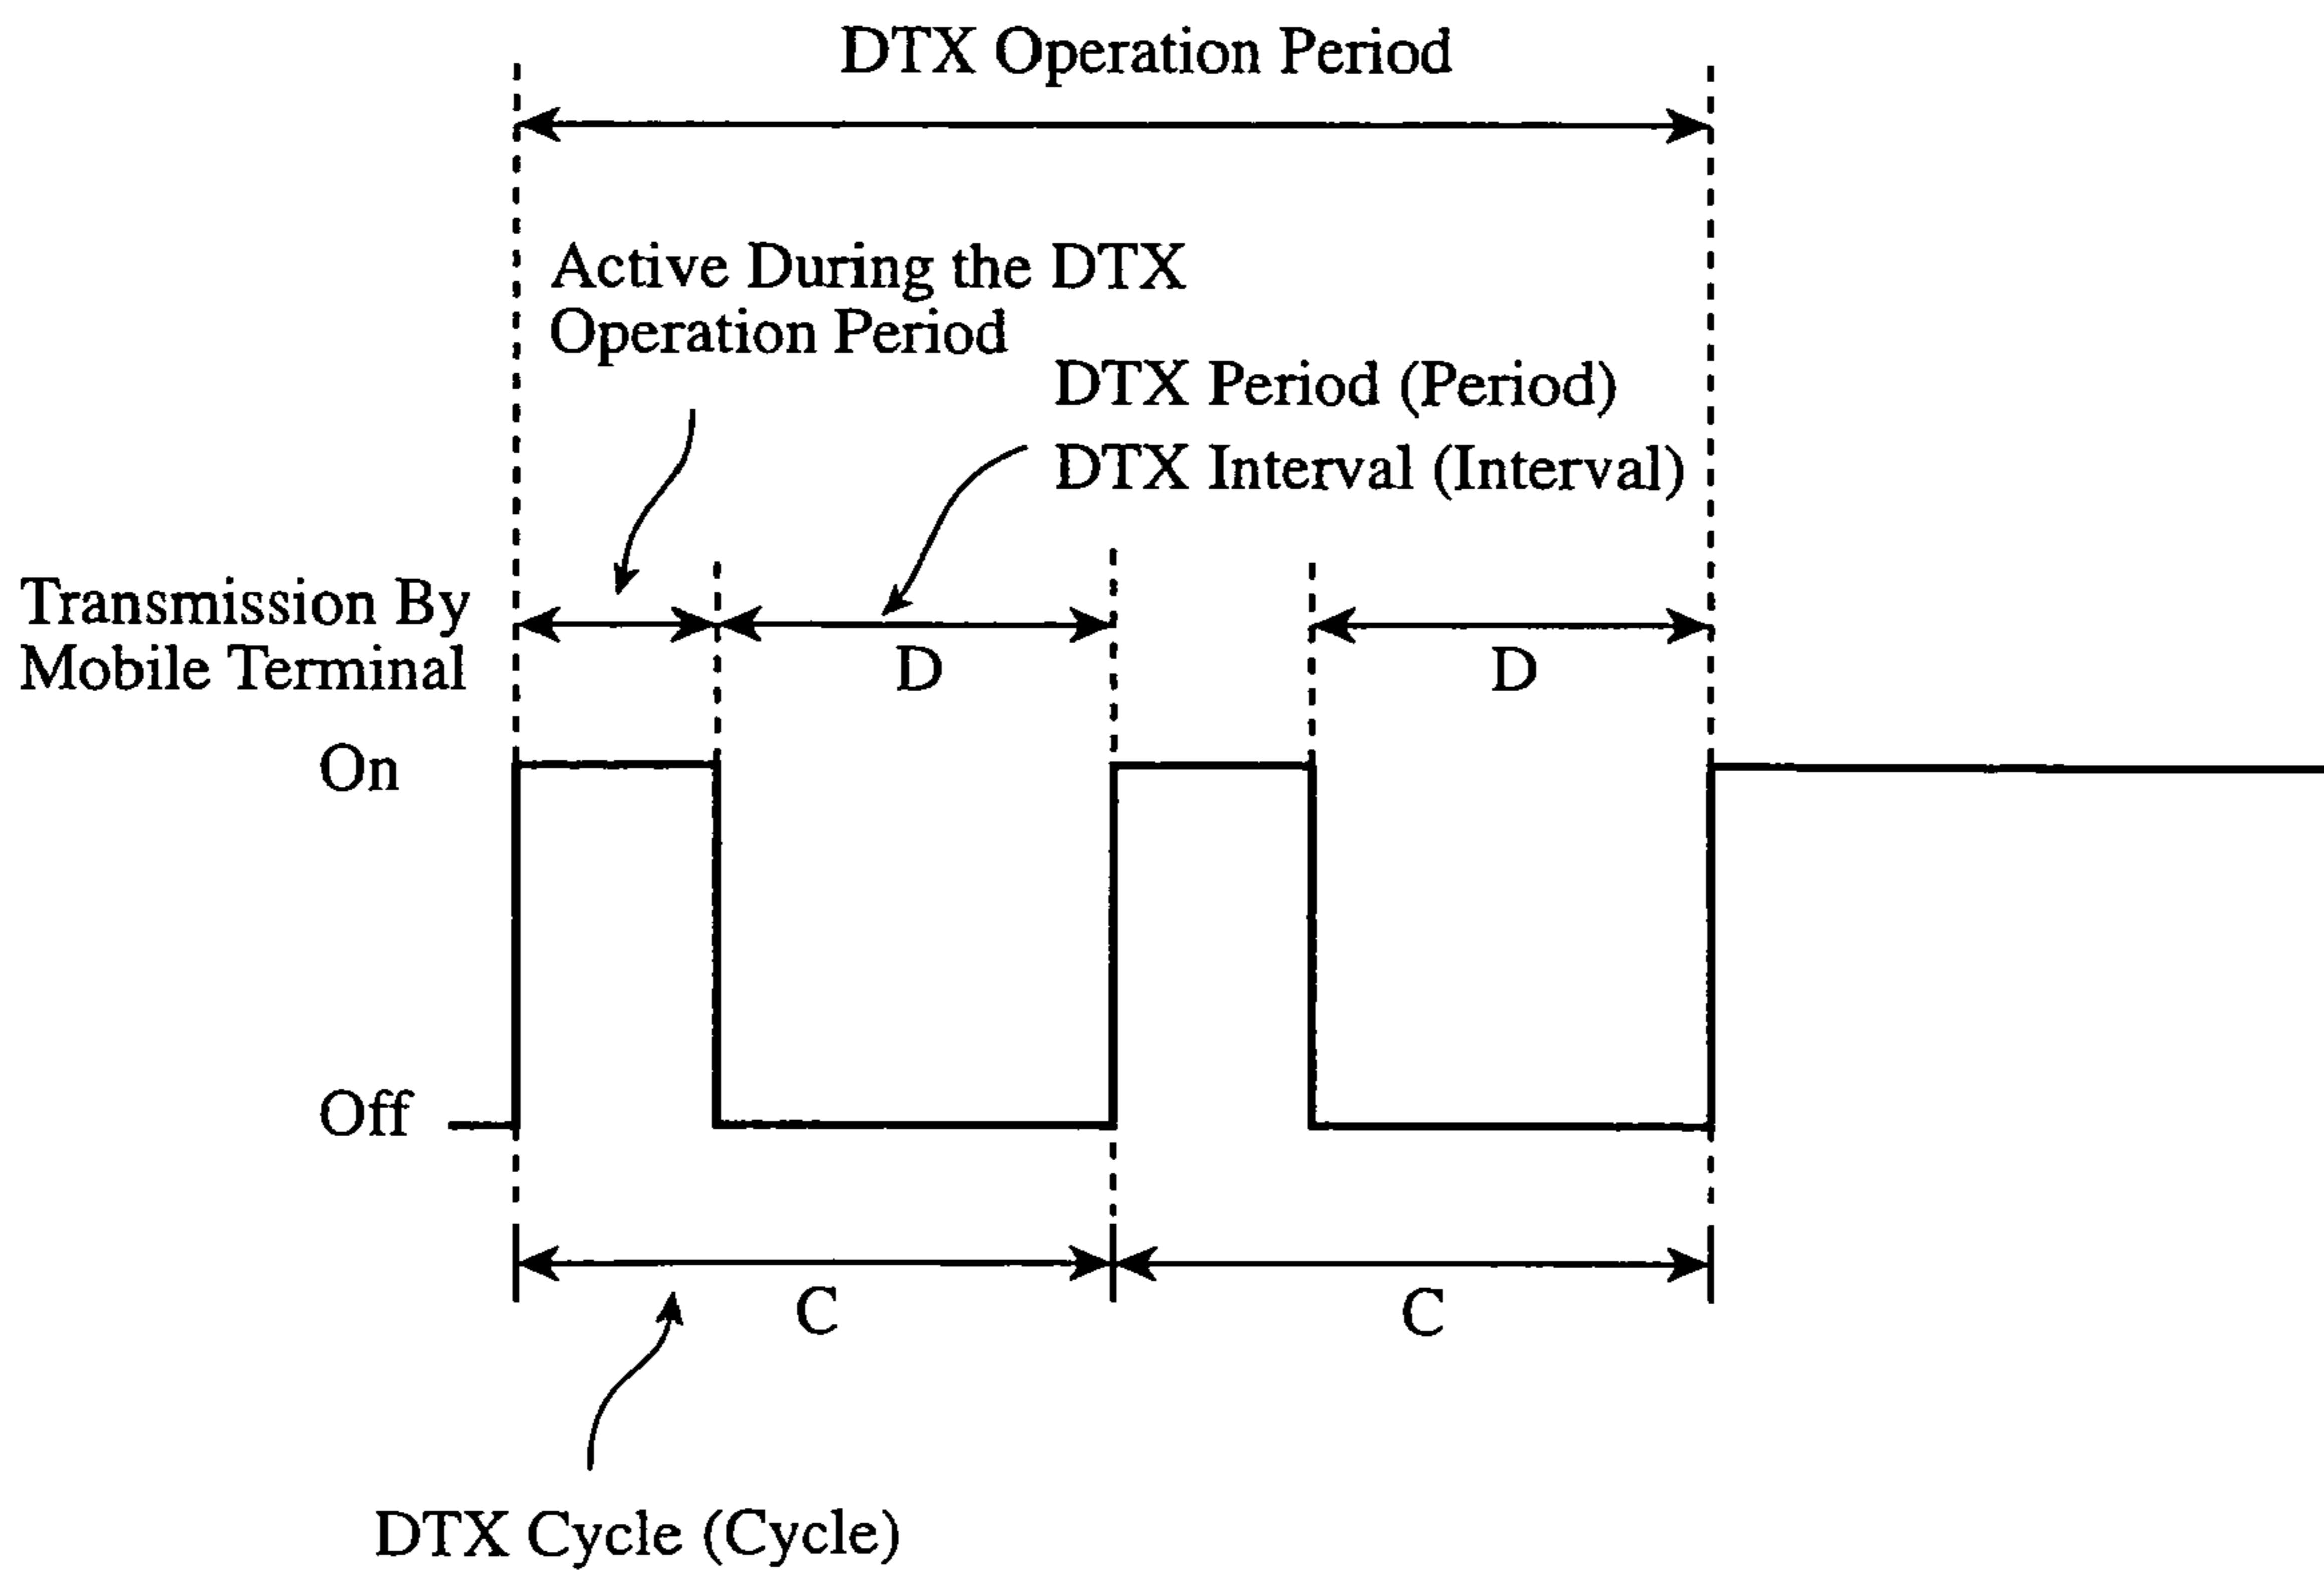 DTX Operation Period
Active During the DTX
Operation Period
DTX Period (Period)
DTX Interval (Interval)
Transmission By
Mobile Terminal
D
D
On
Off
C
C
DTX Cycle (Cycle)